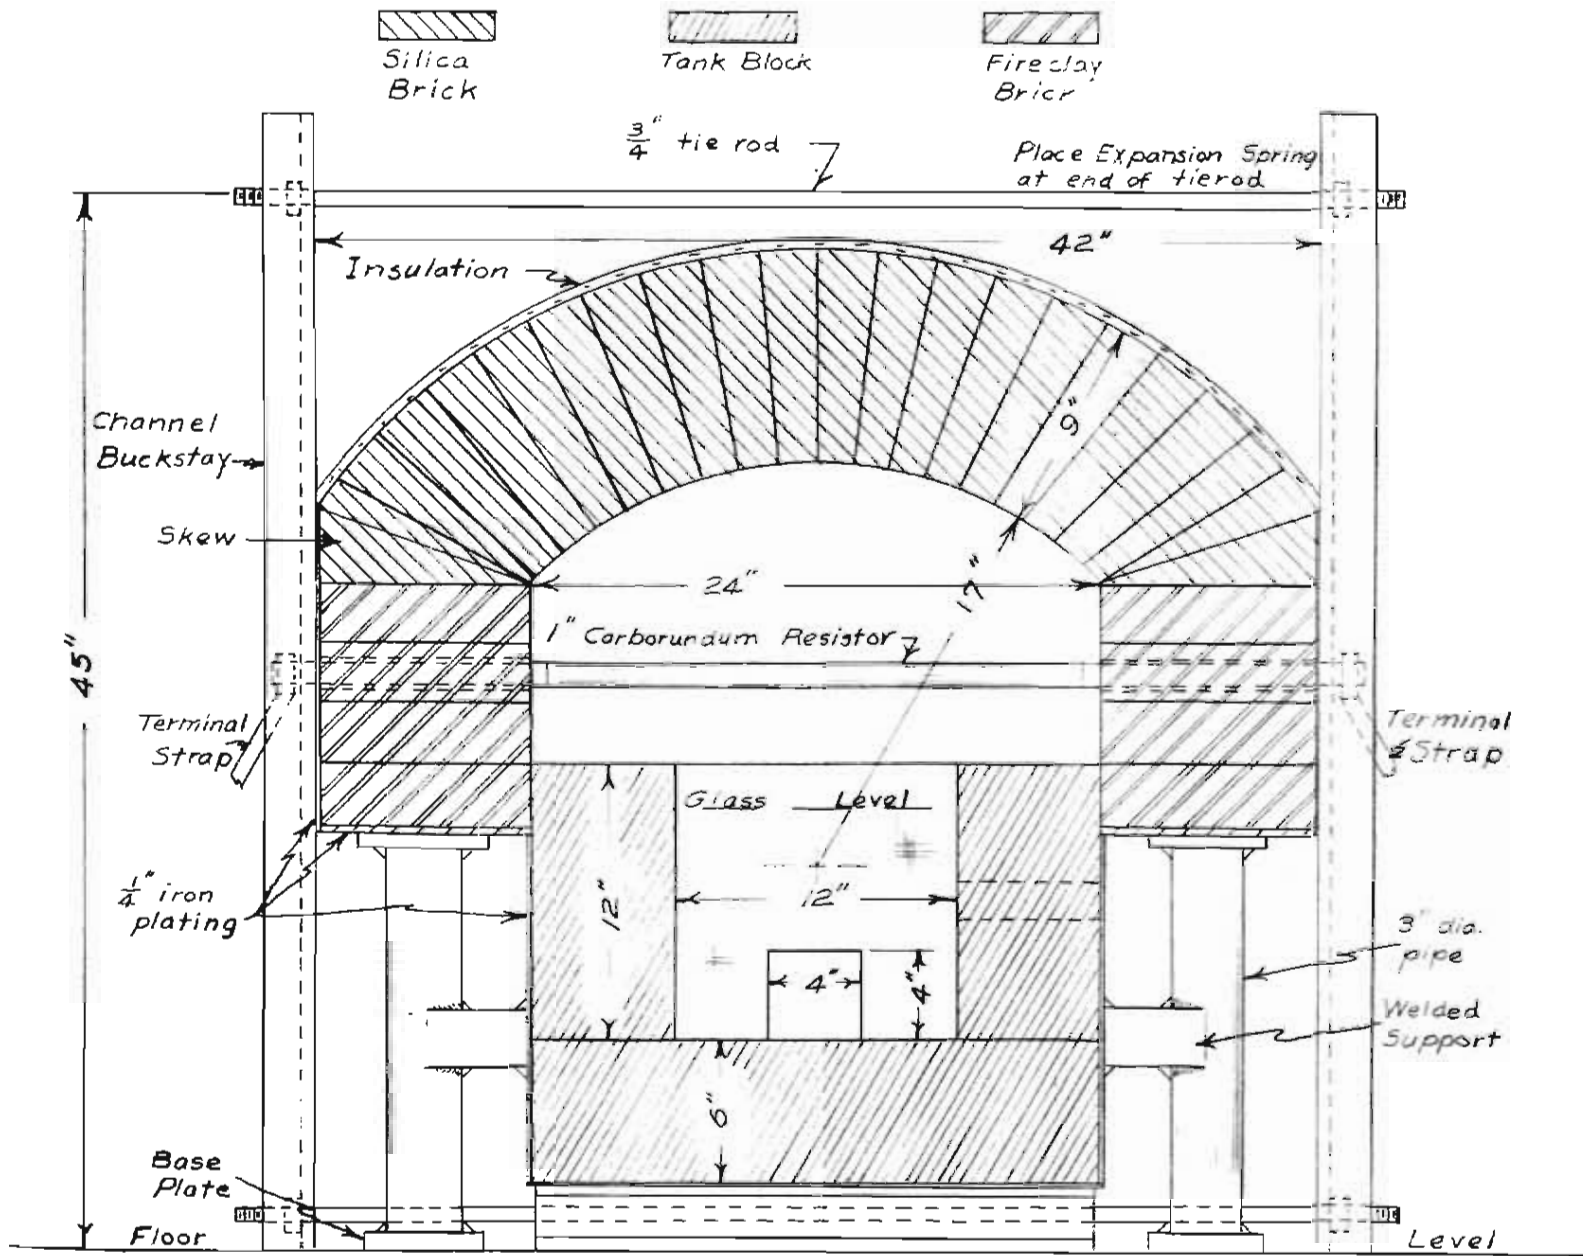 Silica
Brick
Tank Block
Fireclay
Bricr
3/4" tie rod
Place Expansion Spring
at end of tierod
42"
Insulation
9"
Channel
Buckstay
Skew
24"
17"
1" Carborundum Resistor
45"
Terminal
Strap
Terminal
Strap
Glass Level
12"
12"
1/4" iron
plating
3" dia.
pipe
4"
4"
Welded
Support
6"
Base
Plate
Floor
Level